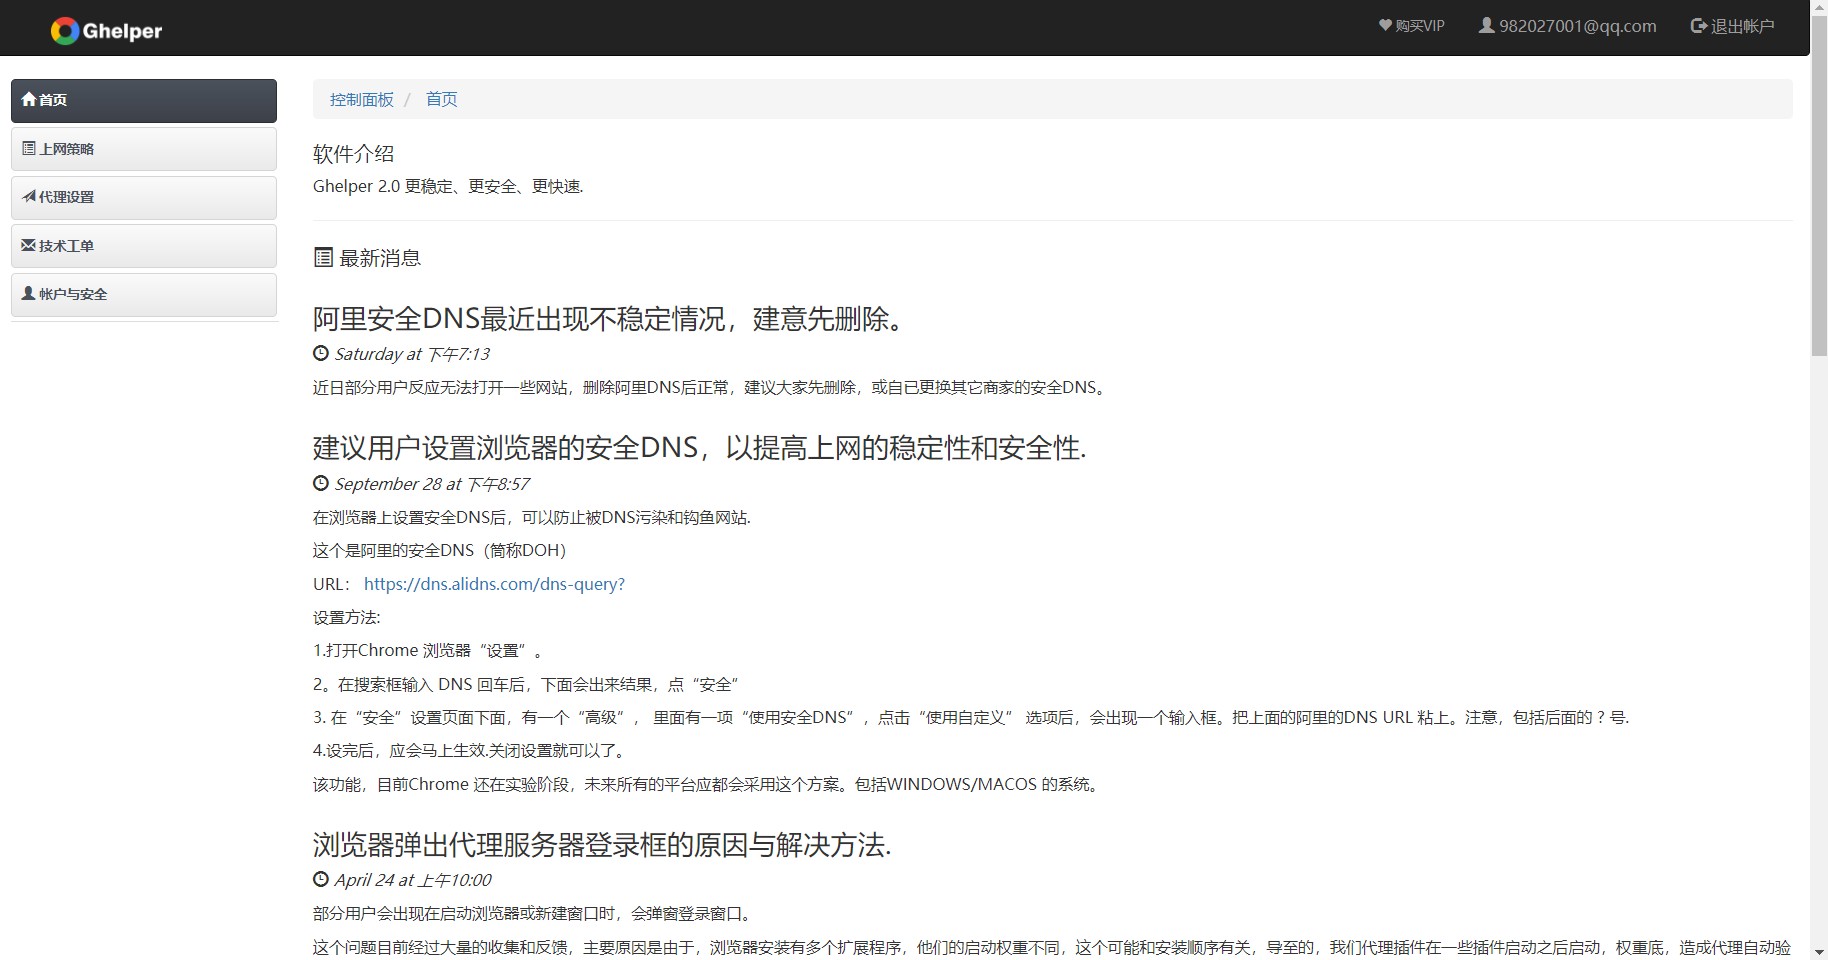 Ghelper
购买VIP
982027001@qq.com
退出帐户
首页
上网策略
代理设置
技术工单
帐户与安全
控制面板 / 首页
软件介绍
Ghelper 2.0 更稳定、更安全、更快速.
最新消息
阿里安全DNS最近出现不稳定情况，建意先删除。
Saturday at 下午7:13
近日部分用户反应无法打开一些网站，删除阿里DNS后正常，建议大家先删除，或自已更换其它商家的安全DNS。
建议用户设置浏览器的安全DNS，以提高上网的稳定性和安全性.
September 28 at 下午8:57
在浏览器上设置安全DNS后，可以防止被DNS污染和钩鱼网站.
这个是阿里的安全DNS（简称DOH）
URL： https://dns.alidns.com/dns-query?
设置方法:
1.打开Chrome 浏览器“设置”。
2。在搜索框输入 DNS 回车后，下面会出来结果，点“安全”
3. 在“安全”设置页面下面，有一个“高级”， 里面有一项“使用安全DNS”，点击“使用自定义” 选项后，会出现一个输入框。把上面的阿里的DNS URL 粘上。注意，包括后面的 ? 号.
4.设完后，应会马上生效.关闭设置就可以了。
该功能，目前Chrome 还在实验阶段，未来所有的平台应都会采用这个方案。包括WINDOWS/MACOS 的系统。
浏览器弹出代理服务器登录框的原因与解决方法.
April 24 at 上午10:00
部分用户会出现在启动浏览器或新建窗口时，会弹窗登录窗口。
这个问题目前经过大量的收集和反馈，主要原因是由于，浏览器安装有多个扩展程序，他们的启动权重不同，这个可能和安装顺序有关，导至的，我们代理插件在一些插件启动之后启动，权重底，造成代理自动验